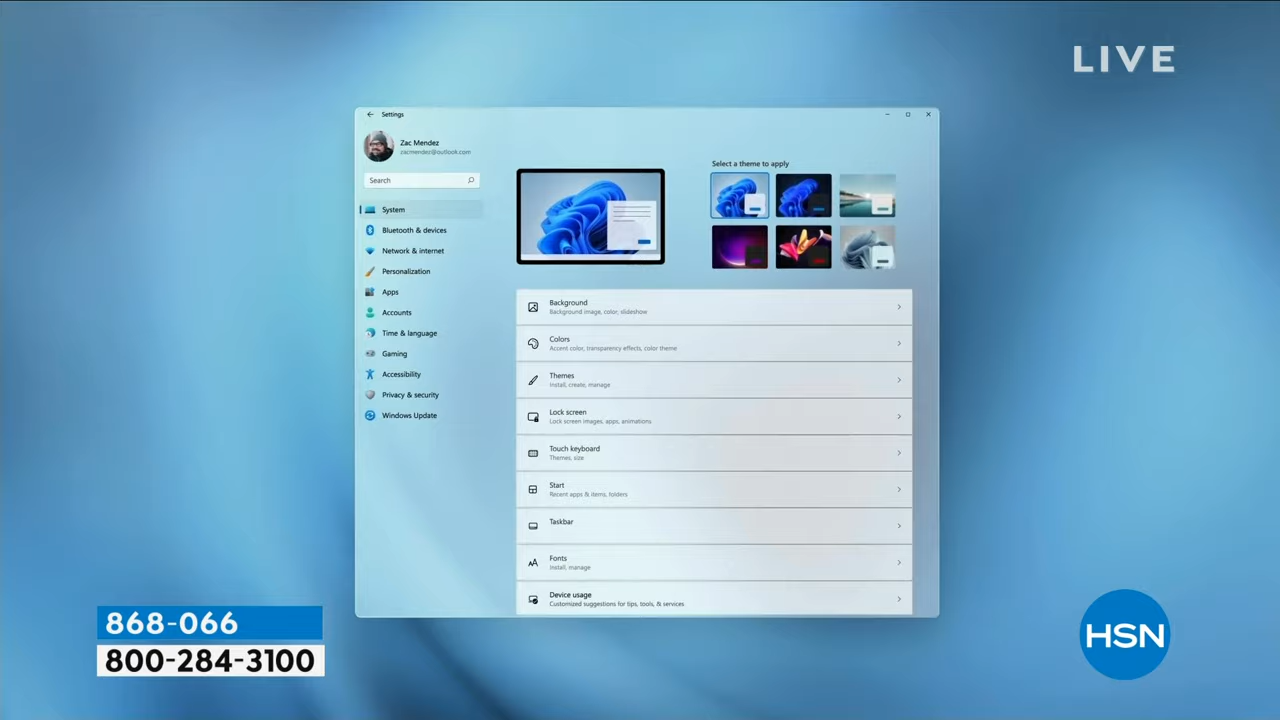 LIVE
Settings
Zac Mendez
zacmendez@outlook.com
Search
System
Bluetooth & devices
Network & internet
Personalization
Apps
Accounts
Time & language
Gaming
Accessibility
Privacy & security
Windows Update
Select a theme to apply
Background
Background image, color, slideshow
Colors
Accent color, transparency effects, color theme
Themes
Install, create, manage
Lock screen
Lock screen images, apps, animations
Touch keyboard
Themes, size
Start
Recent apps & items, folders
Taskbar
Fonts
Install, manage
Device usage
Customized suggestions for tips, tools, & services
868-066
800-284-3100
HSN